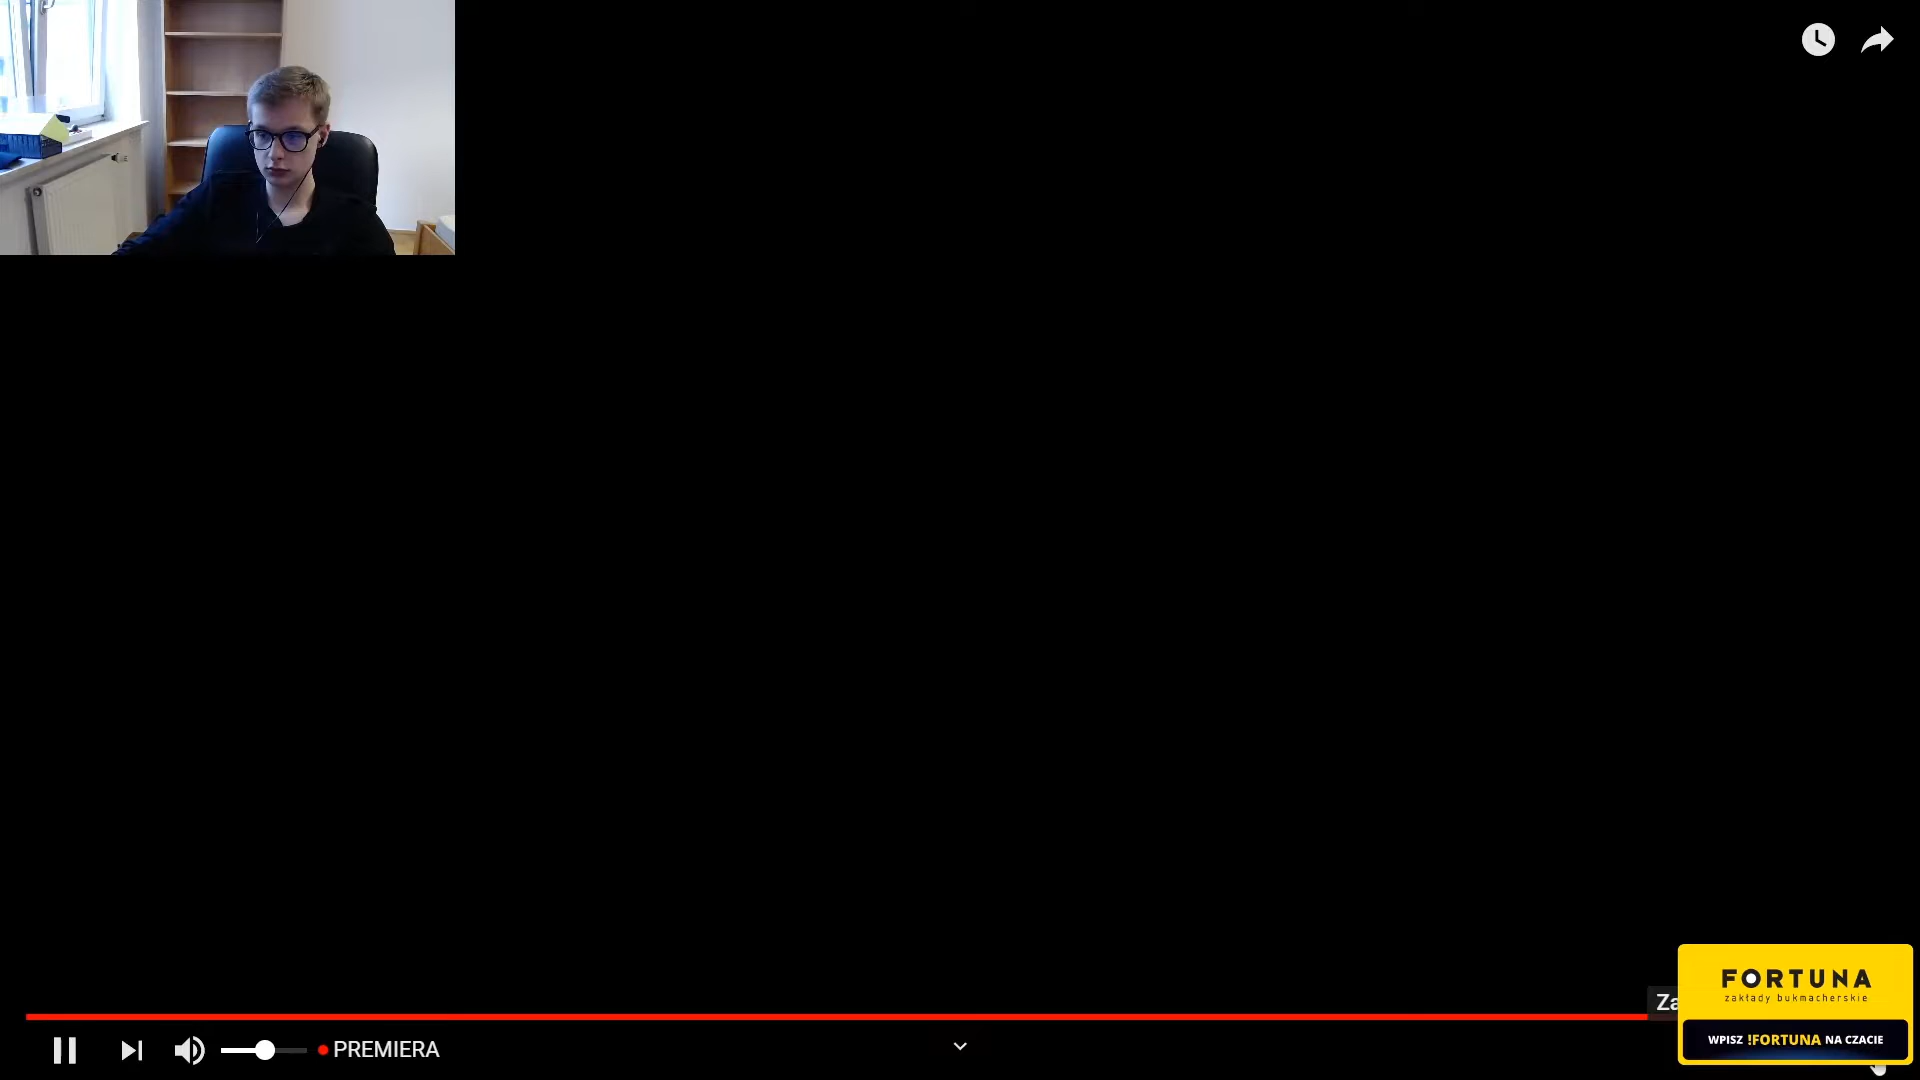 Za
FORTUNA
zakłady bukmacherskie
WPISZ !FORTUNA NA CZACIE
PREMIERA